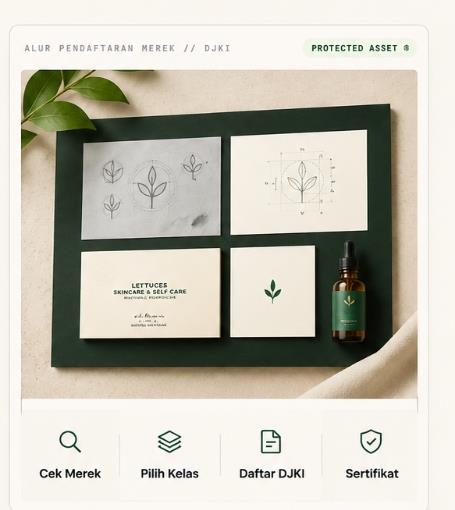 ALUR PENDAFTARAN MEREK // DJKI
PROTECTED ASSET ®
LETTUCES
SKINCARE & SELF CARE
Cek Merek
Pilih Kelas
Daftar DJKI
Sertifikat